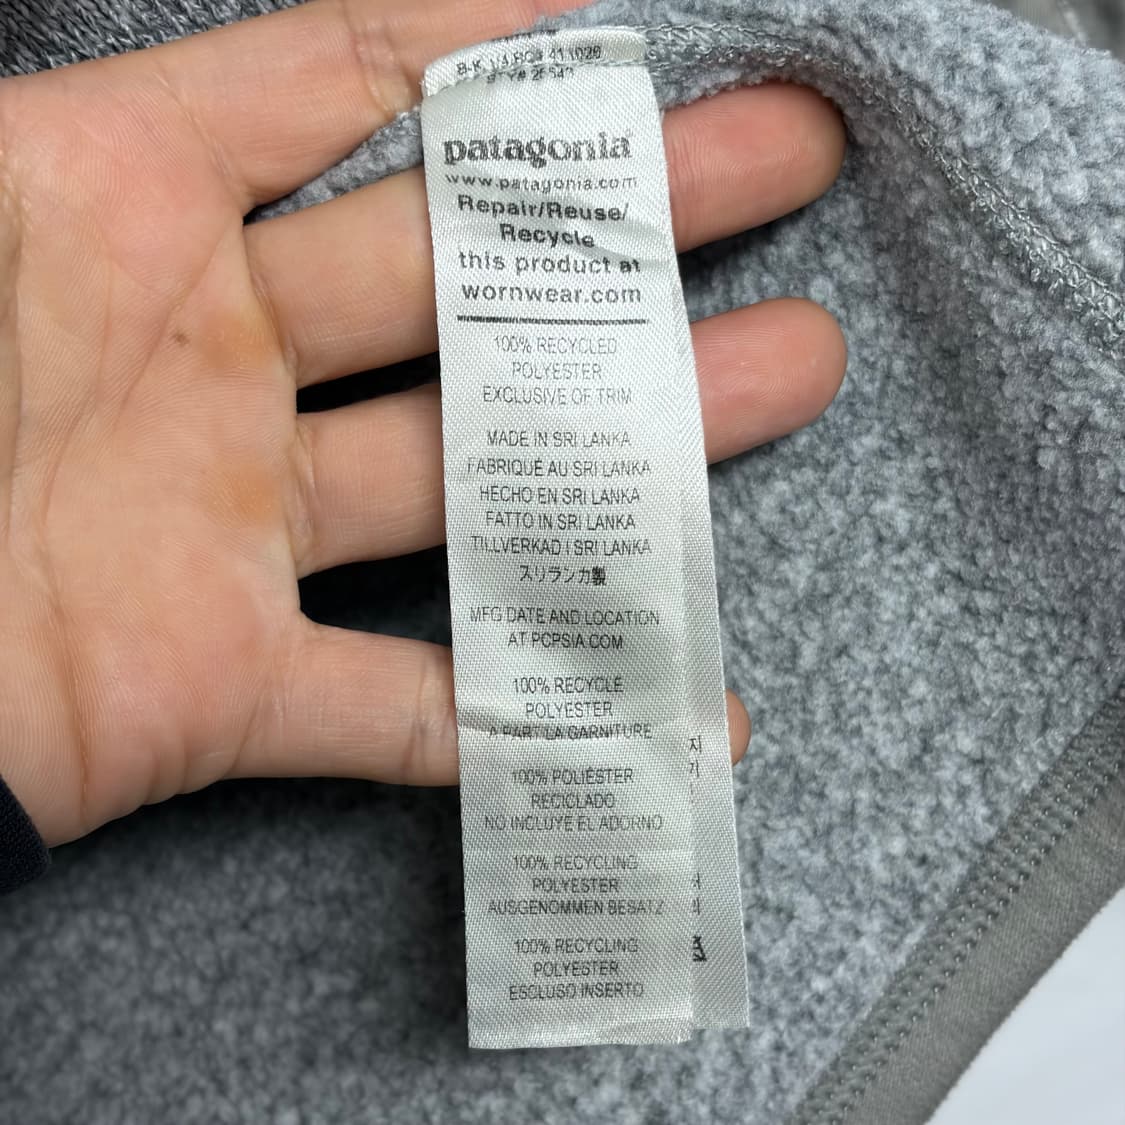 patagonia
www.patagonia.com
Repair/Reuse/
Recycle
this product at
wornwear.com
100% RECYCLED
POLYESTER
EXCLUSIVE OF TRIM
MADE IN SRI LANKA
FABRIQUÉ AU SRI LANKA
HECHO EN SRI LANKA
FATTO IN SRI LANKA
TILLVERKAD I SRI LANKA
スリランカ製
MFG DATE AND LOCATION
AT PCPSIA.COM
100% RECYCLE
POLYESTER
A PART LA GARNITURE
100% POLIÉSTER
RECICLADO
NO INCLUYE EL ADORNO
100% RECYCLING
POLYESTER
AUSGENOMMEN BESATZ
100% RECYCLING
POLYESTER
ESCLUSO INSERTO